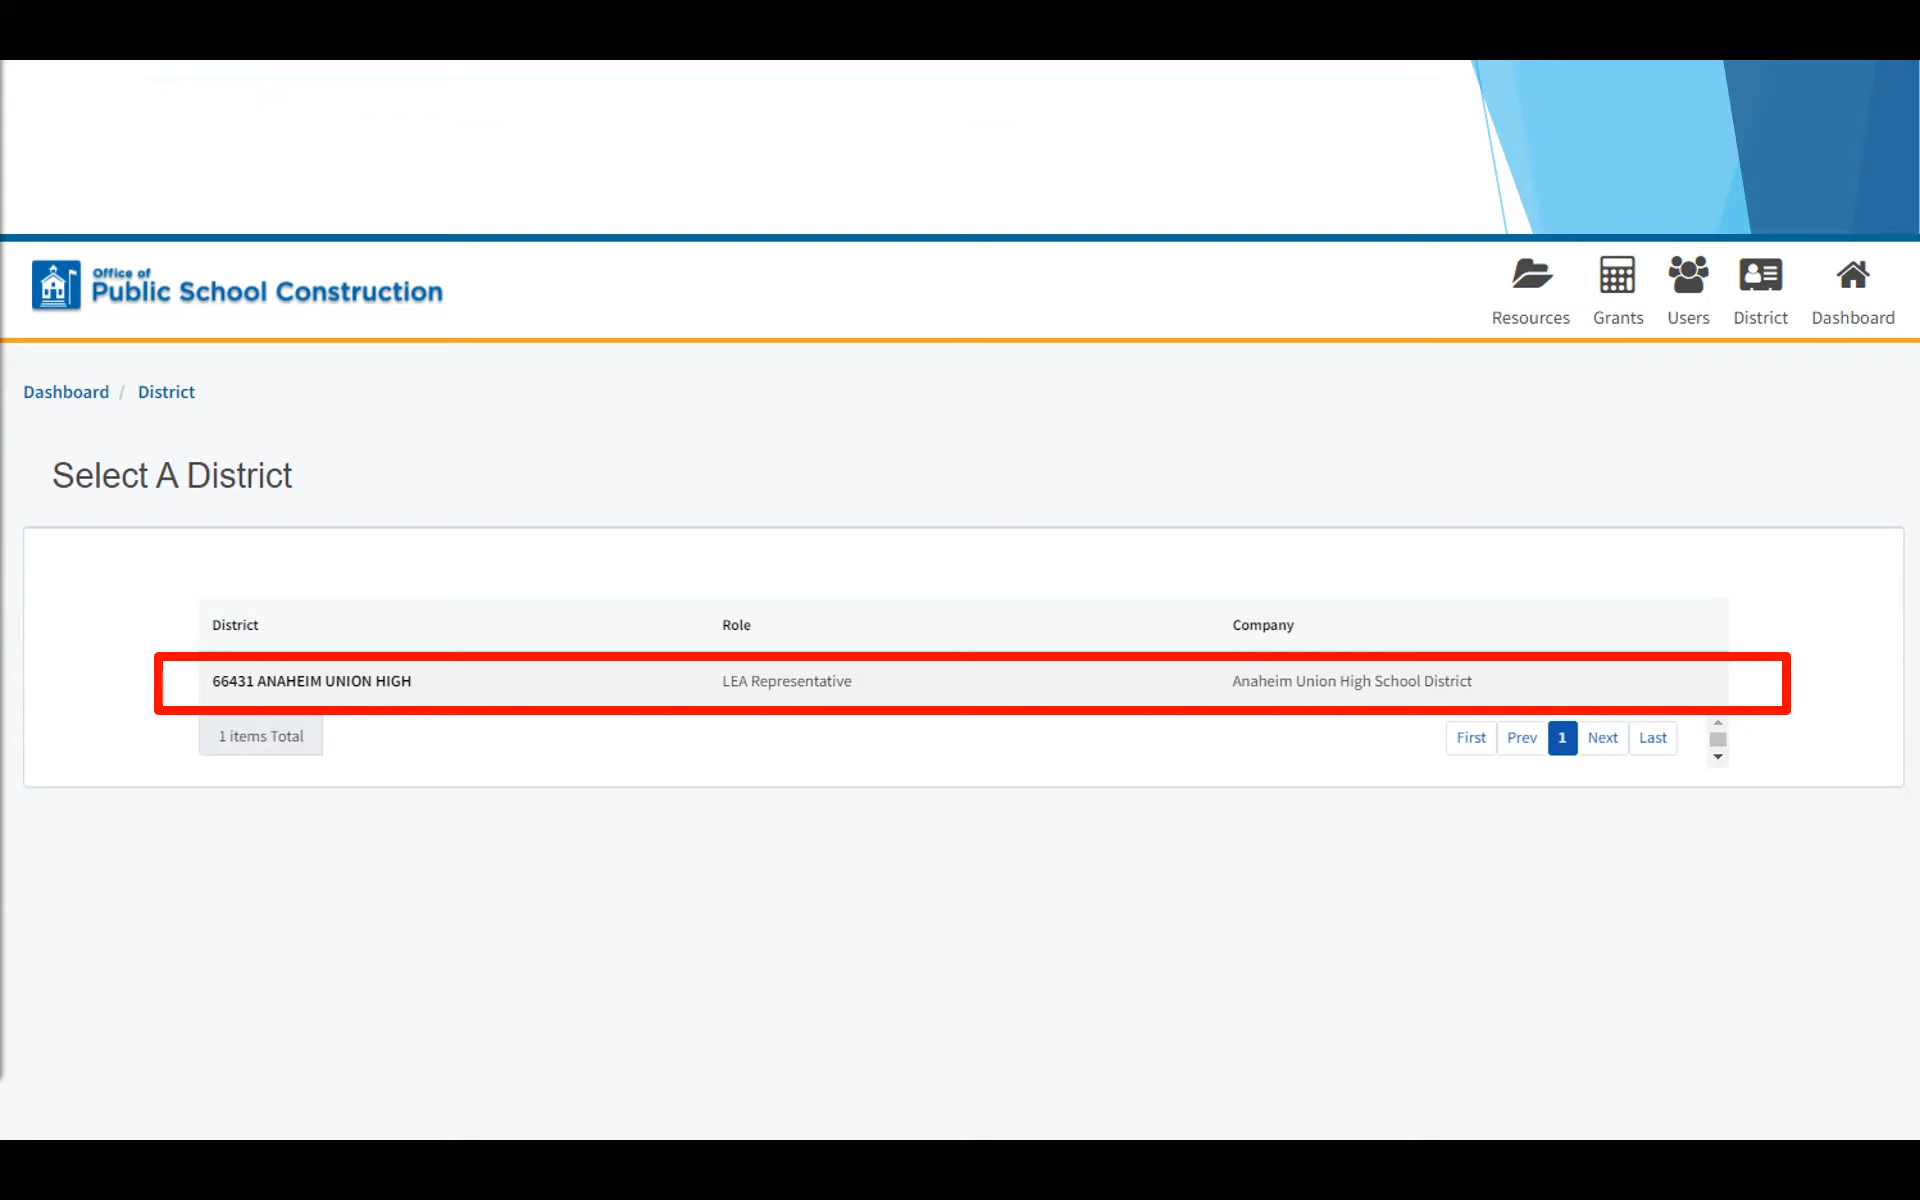 Office of
Public School Construction
Resources Grants Users District Dashboard
Dashboard / District
Select A District
District Role Company
66431 ANAHEIM UNION HIGH LEA Representative Anaheim Union High School District
1 items Total First Prev 1 Next Last